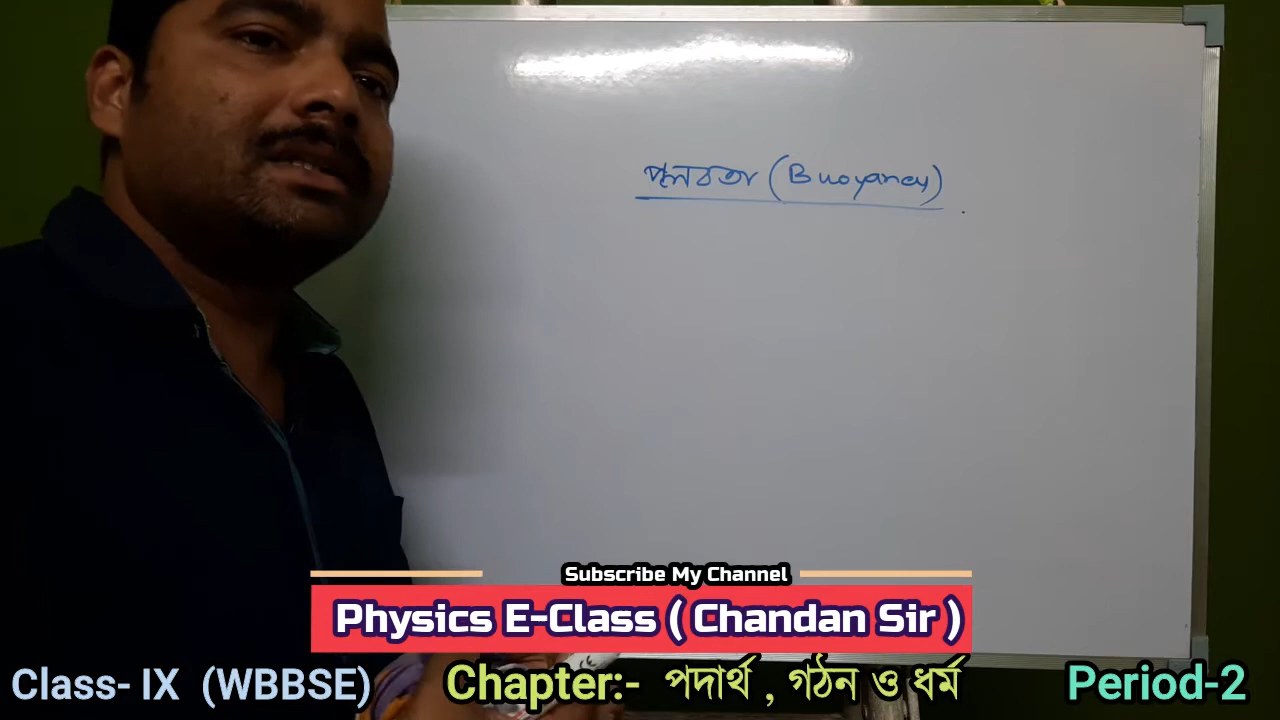 প্লবতা (Buoyancy)
Subscribe My Channel
Physics E-Class ( Chandan Sir )
Class- IX (WBBSE) Chapter:- পদার্থ , গঠন ও ধর্ম Period-2